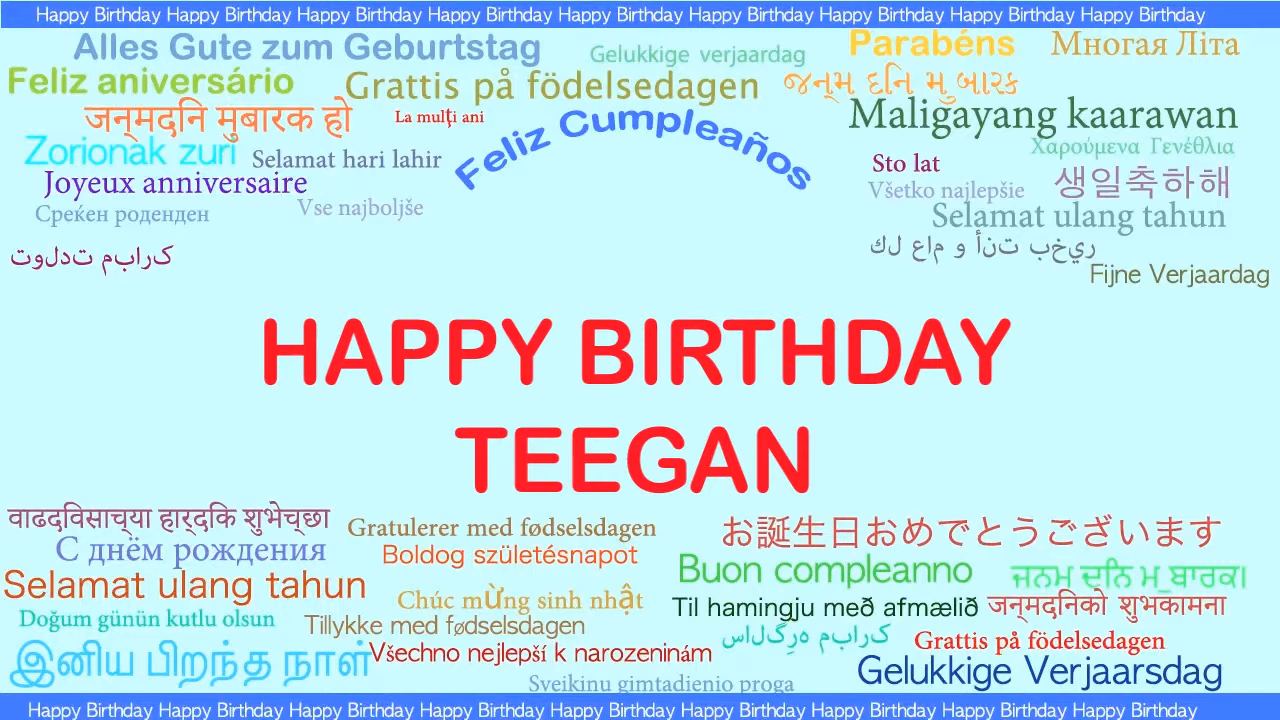 Happy Birthday Happy Birthday Happy Birthday Happy Birthday Happy Birthday Happy Birthday Happy Birthday Happy Birthday Happy Birthday
Alles Gute zum Geburtstag
Gelukkige verjaardag
Parabéns
Многая Літа
Feliz aniversário
Grattis på födelsedagen
જન્મ દિન મુબારક
जन्मदिन मुबारक हो
La mulţi ani
Feliz Cumpleaños
Maligayang kaarawan
Zorionak zuri
Selamat hari lahir
Χαρούμενα Γενέθλια
Sto lat
Joyeux anniversaire
Všetko najlepšie
생일축하해
Среќен роденден
Vse najboljše
Selamat ulang tahun
تولدت مبارک
كل عام و أنت بخير
Fijne Verjaardag
HAPPY BIRTHDAY
TEEGAN
वाढदिवसाच्या हार्दिक शुभेच्छा
Gratulerer med fødselsdagen
お誕生日おめでとうございます
С днём рождения
Boldog születésnapot
Buon compleanno
ਜਨਮ ਦਿਨ ਮੁਬਾਰਕ।
Selamat ulang tahun
Chúc mừng sinh nhật
Til hamingju með afmælið
जन्मदिनको शुभकामना
Doğum günün kutlu olsun
Tillykke med fødselsdagen
سالگرہ مبارک
Grattis på födelsedagen
இனிய பிறந்த நாள்
Všechno nejlepší k narozeninám
Gelukkige Verjaarsdag
Sveikinu gimtadienio proga
Happy Birthday Happy Birthday Happy Birthday Happy Birthday Happy Birthday Happy Birthday Happy Birthday Happy Birthday Happy Birthday